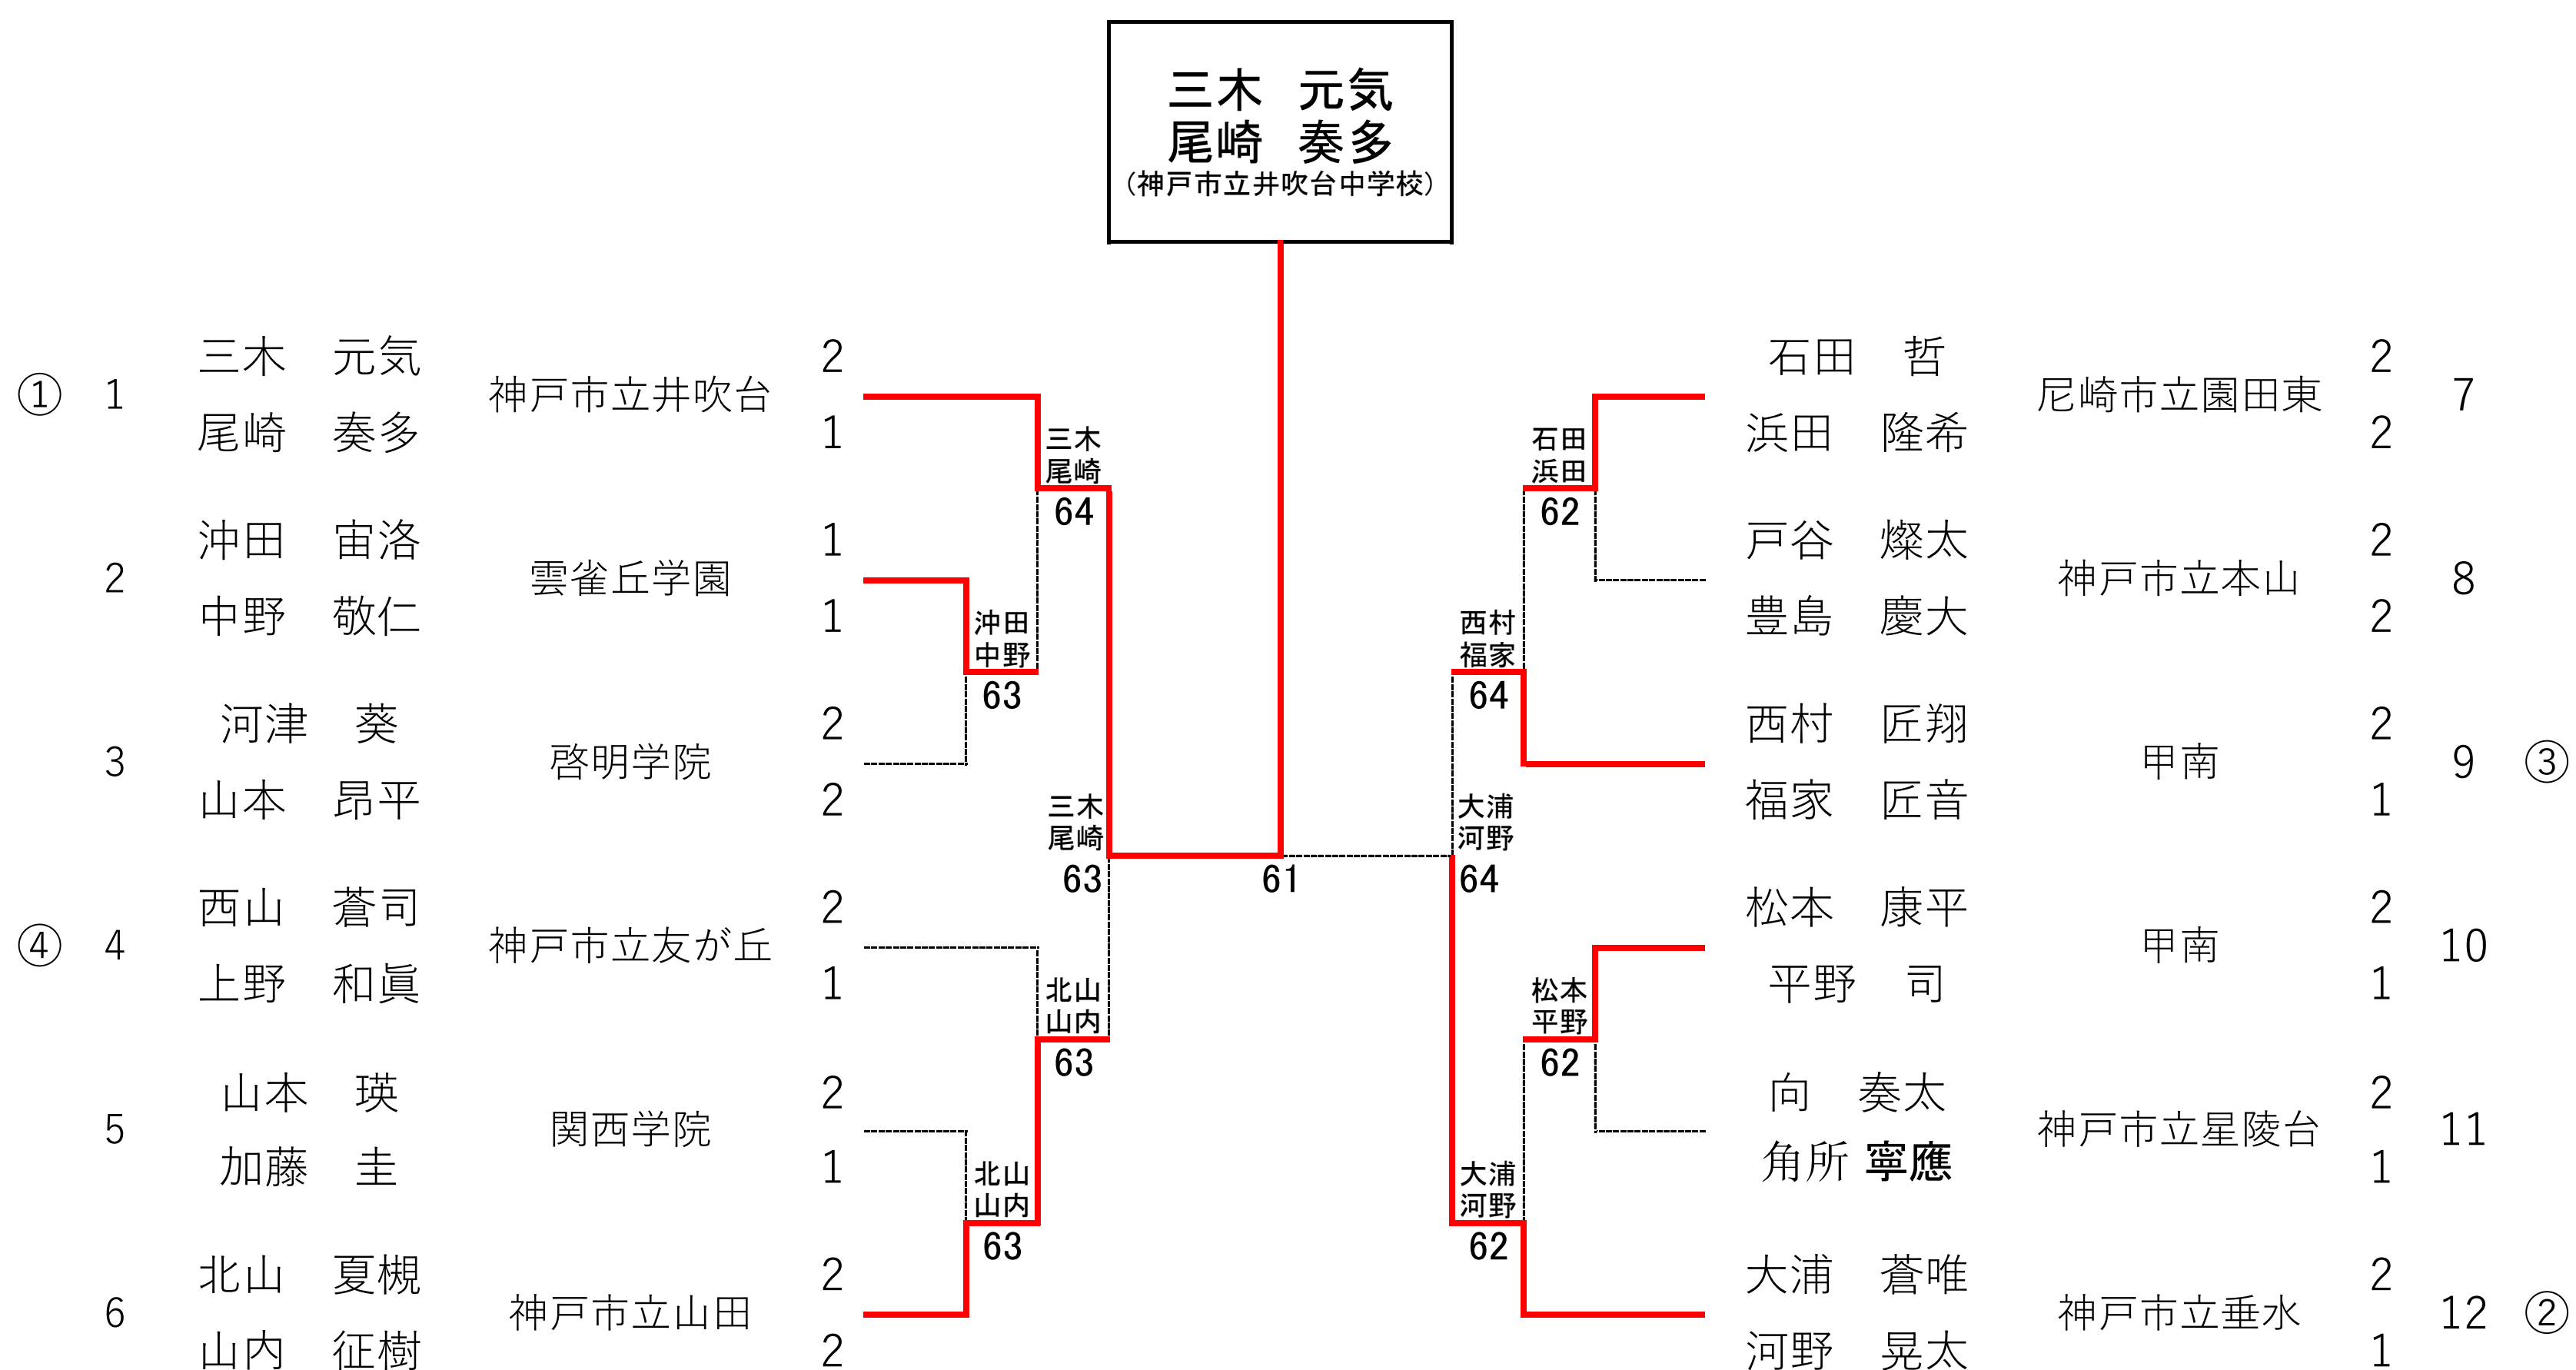 三木 元気
尾崎 奏多
（神戸市立井吹台中学校）
① 1 三木 元気 神戸市立井吹台 2
尾崎 奏多 1
三木
尾崎
64
2 沖田 宙洛 雲雀丘学園 1
中野 敬仁 1
沖田
中野
63
3 河津 葵 啓明学院 2
山本 昂平 2
三木
尾崎
63
④ 4 西山 蒼司 神戸市立友が丘 2
上野 和眞 1
北山
山内
63
5 山本 瑛 関西学院 2
加藤 圭 1
北山
山内
63
6 北山 夏槻 神戸市立山田 2
山内 征樹 2
61
石田 哲 尼崎市立園田東 2 7
浜田 隆希 2
石田
浜田
62
戸谷 燦太 神戸市立本山 2 8
豊島 慶大 2
西村
福家
64
西村 匠翔 甲南 2 9 ③
福家 匠音 1
大浦
河野
64
松本 康平 甲南 2 10
平野 司 1
松本
平野
62
向 奏太 神戸市立星陵台 2 11
角所 寧應 1
大浦
河野
62
大浦 蒼唯 神戸市立垂水 2 12 ②
河野 晃太 1